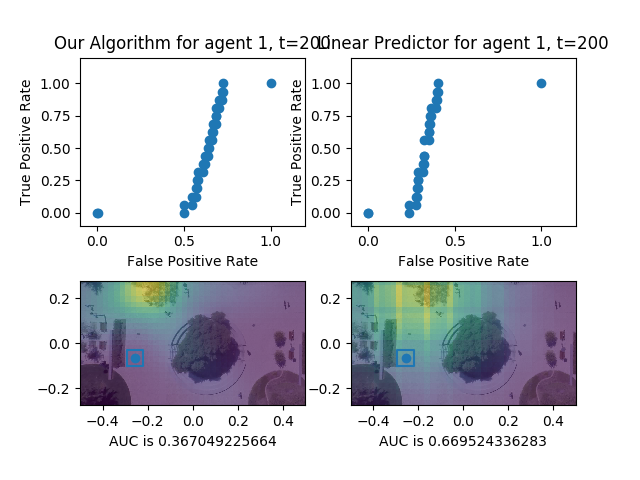 Our Algorithm for agent 1, t=200
Linear Predictor for agent 1, t=200
True Positive Rate
1.00
0.75
0.50
0.25
0.00
0.0 0.5 1.0
False Positive Rate
True Positive Rate
1.00
0.75
0.50
0.25
0.00
0.0 0.5 1.0
False Positive Rate
0.2
0.0
−0.2
−0.4 −0.2 0.0 0.2 0.4
AUC is 0.367049225664
0.2
0.0
−0.2
−0.4 −0.2 0.0 0.2 0.4
AUC is 0.669524336283